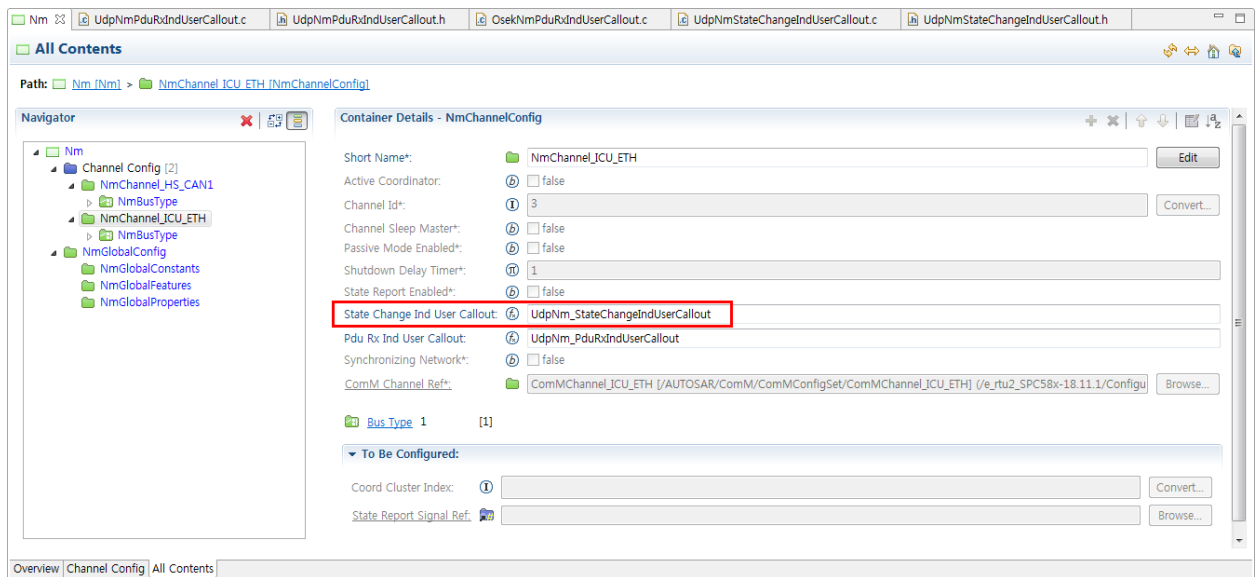 Nm UdpNmPduRxIndUserCallout.c UdpNmPduRxIndUserCallout.h OsekNmPduRxIndUserCallout.c UdpNmStateChangeIndUserCallout.c UdpNmStateChangeIndUserCallout.h
All Contents
Path: Nm [Nm] > NmChannel_ICU_ETH [NmChannelConfig]
Navigator
Nm
Channel Config [2]
NmChannel_HS_CAN1
NmBusType
NmChannel_ICU_ETH
NmBusType
NmGlobalConfig
NmGlobalConstants
NmGlobalFeatures
NmGlobalProperties
Container Details - NmChannelConfig
Short Name*: NmChannel_ICU_ETH Edit
Active Coordinator: false
Channel Id*: 3 Convert...
Channel Sleep Master*: false
Passive Mode Enabled*: false
Shutdown Delay Timer*: 1
State Report Enabled*: false
State Change Ind User Callout: UdpNm_StateChangeIndUserCallout
Pdu Rx Ind User Callout: UdpNm_PduRxIndUserCallout
Synchronizing Network*: false
ComM Channel Ref*: ComMChannel_ICU_ETH [/AUTOSAR/ComM/ComMConfigSet/ComMChannel_ICU_ETH] (/e_rtu2_SPC58x-18.11.1/Configu Browse...
Bus Type 1 [1]
To Be Configured:
Coord Cluster Index: Convert...
State Report Signal Ref: Browse...
Overview Channel Config All Contents